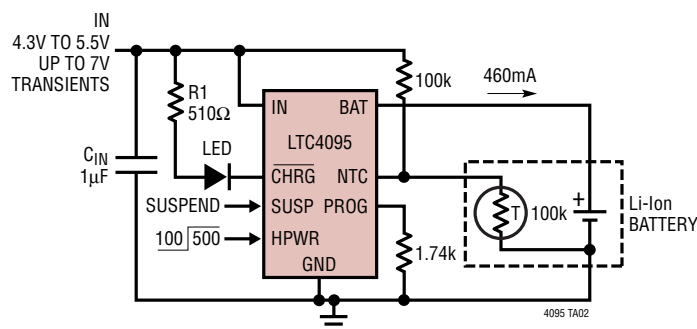 IN
4.3V TO 5.5V
UP TO 7V
TRANSIENTS
R1
510Ω
100k
460mA
IN
BAT
LTC4095
CIN
1µF
LED
CHRG
NTC
SUSPEND
SUSP
PROG
T
100k
+
Li-Ion
BATTERY
100 500
HPWR
1.74k
GND
4095 TA02